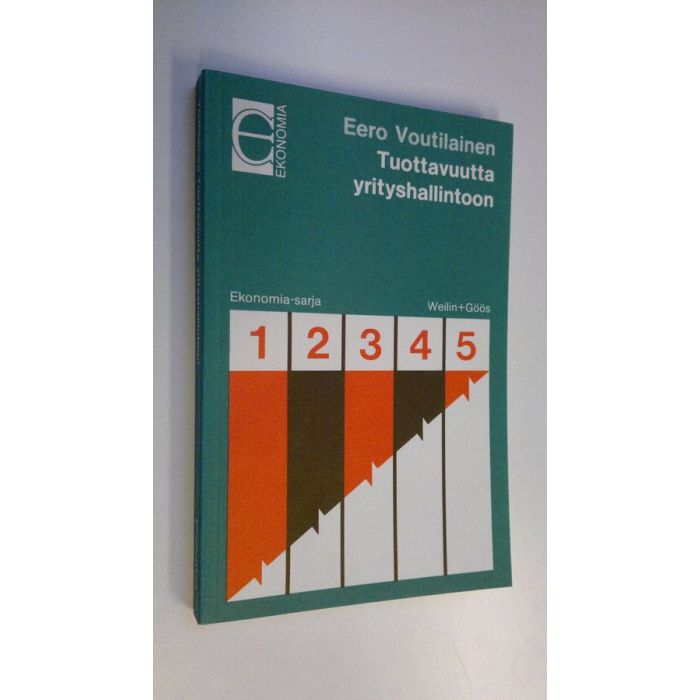 EKONOMIA
Eero Voutilainen
Tuottavuutta
yrityshallintoon
Ekonomia-sarja
Weilin+Göös
1 2 3 4 5